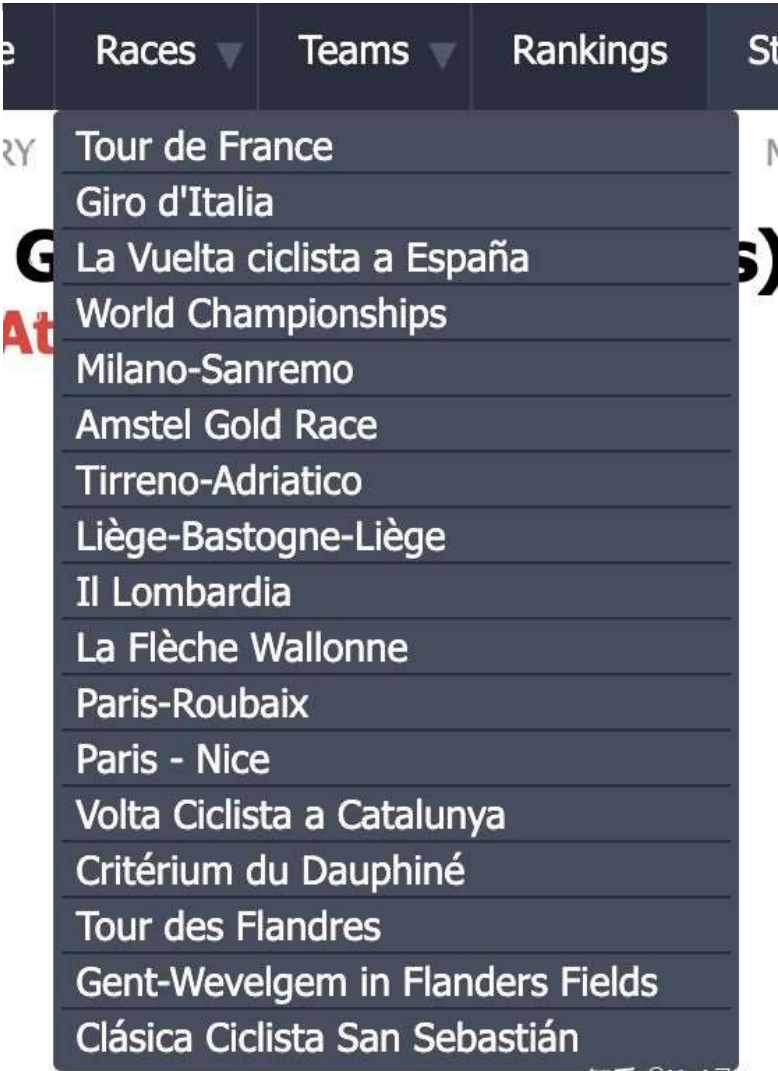 Races ▼ Teams ▼ Rankings
Tour de France
Giro d'Italia
La Vuelta ciclista a España
World Championships
Milano-Sanremo
Amstel Gold Race
Tirreno-Adriatico
Liège-Bastogne-Liège
Il Lombardia
La Flèche Wallonne
Paris-Roubaix
Paris - Nice
Volta Ciclista a Catalunya
Critérium du Dauphiné
Tour des Flandres
Gent-Wevelgem in Flanders Fields
Clásica Ciclista San Sebastián